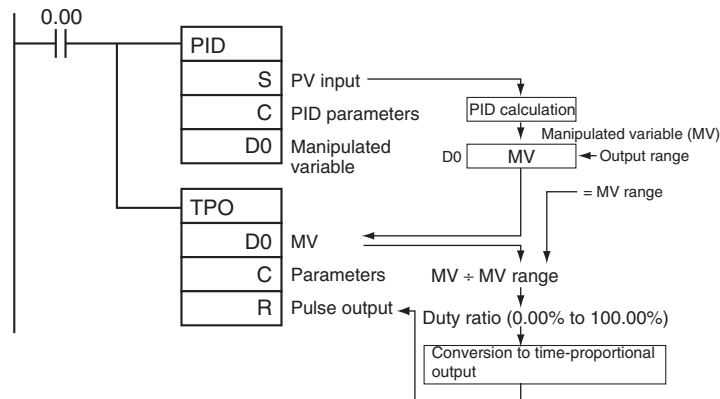 0.00
PID
S PV input
PID calculation
C PID parameters
Manipulated variable (MV)
D0 Manipulated
variable
D0 MV Output range
= MV range
TPO
D0 MV
C Parameters
MV ÷ MV range
R Pulse output
Duty ratio (0.00% to 100.00%)
Conversion to time-proportional
output